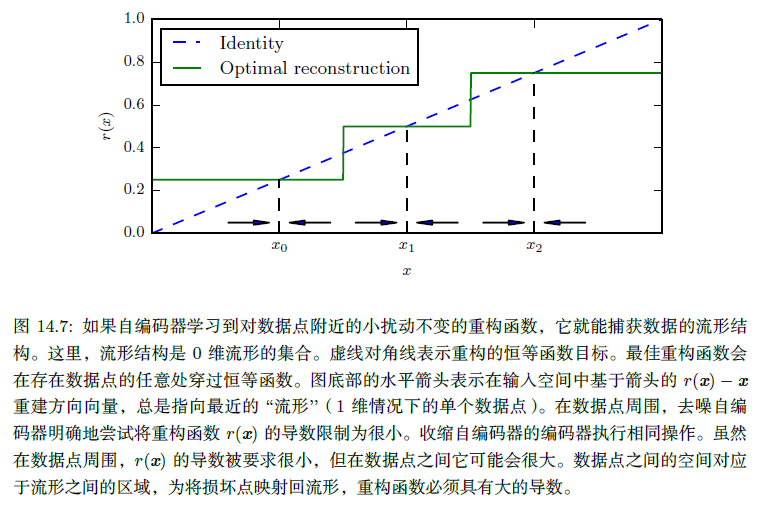 1.0
0.8
0.6
0.4
0.2
0.0
r(x)
Identity
Optimal reconstruction
x₀
x₁
x₂
x
图 14.7: 如果自编码器学习到对数据点附近的小扰动不变的重构函数，它就能捕获数据的流形结
构。这里，流形结构是 0 维流形的集合。虚线对角线表示重构的恒等函数目标。最佳重构函数会
在存在数据点的任意处穿过恒等函数。图底部的水平箭头表示在输入空间中基于箭头的 r(x) − x
重建方向向量，总是指向最近的 “流形”（1 维情况下的单个数据点）。在数据点周围，去噪自编
码器明确地尝试将重构函数 r(x) 的导数限制为很小。收缩自编码器的编码器执行相同操作。虽然
在数据点周围，r(x) 的导数被要求很小，但在数据点之间它可能会很大。数据点之间的空间对应
于流形之间的区域，为将损坏点映射回流形，重构函数必须具有大的导数。